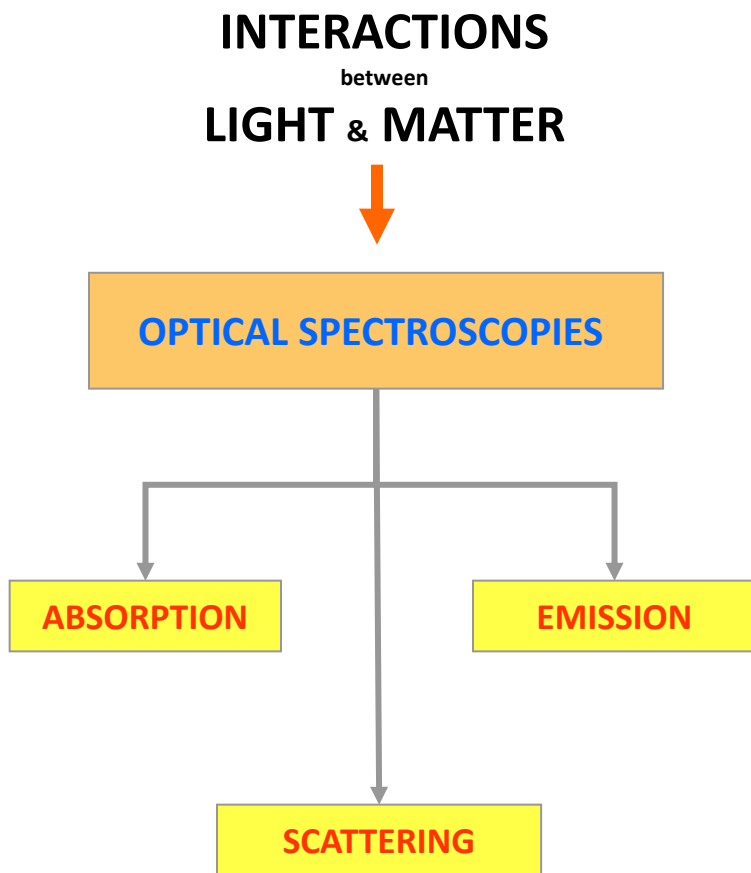 INTERACTIONS
between
LIGHT & MATTER
OPTICAL SPECTROSCOPIES
ABSORPTION
EMISSION
SCATTERING